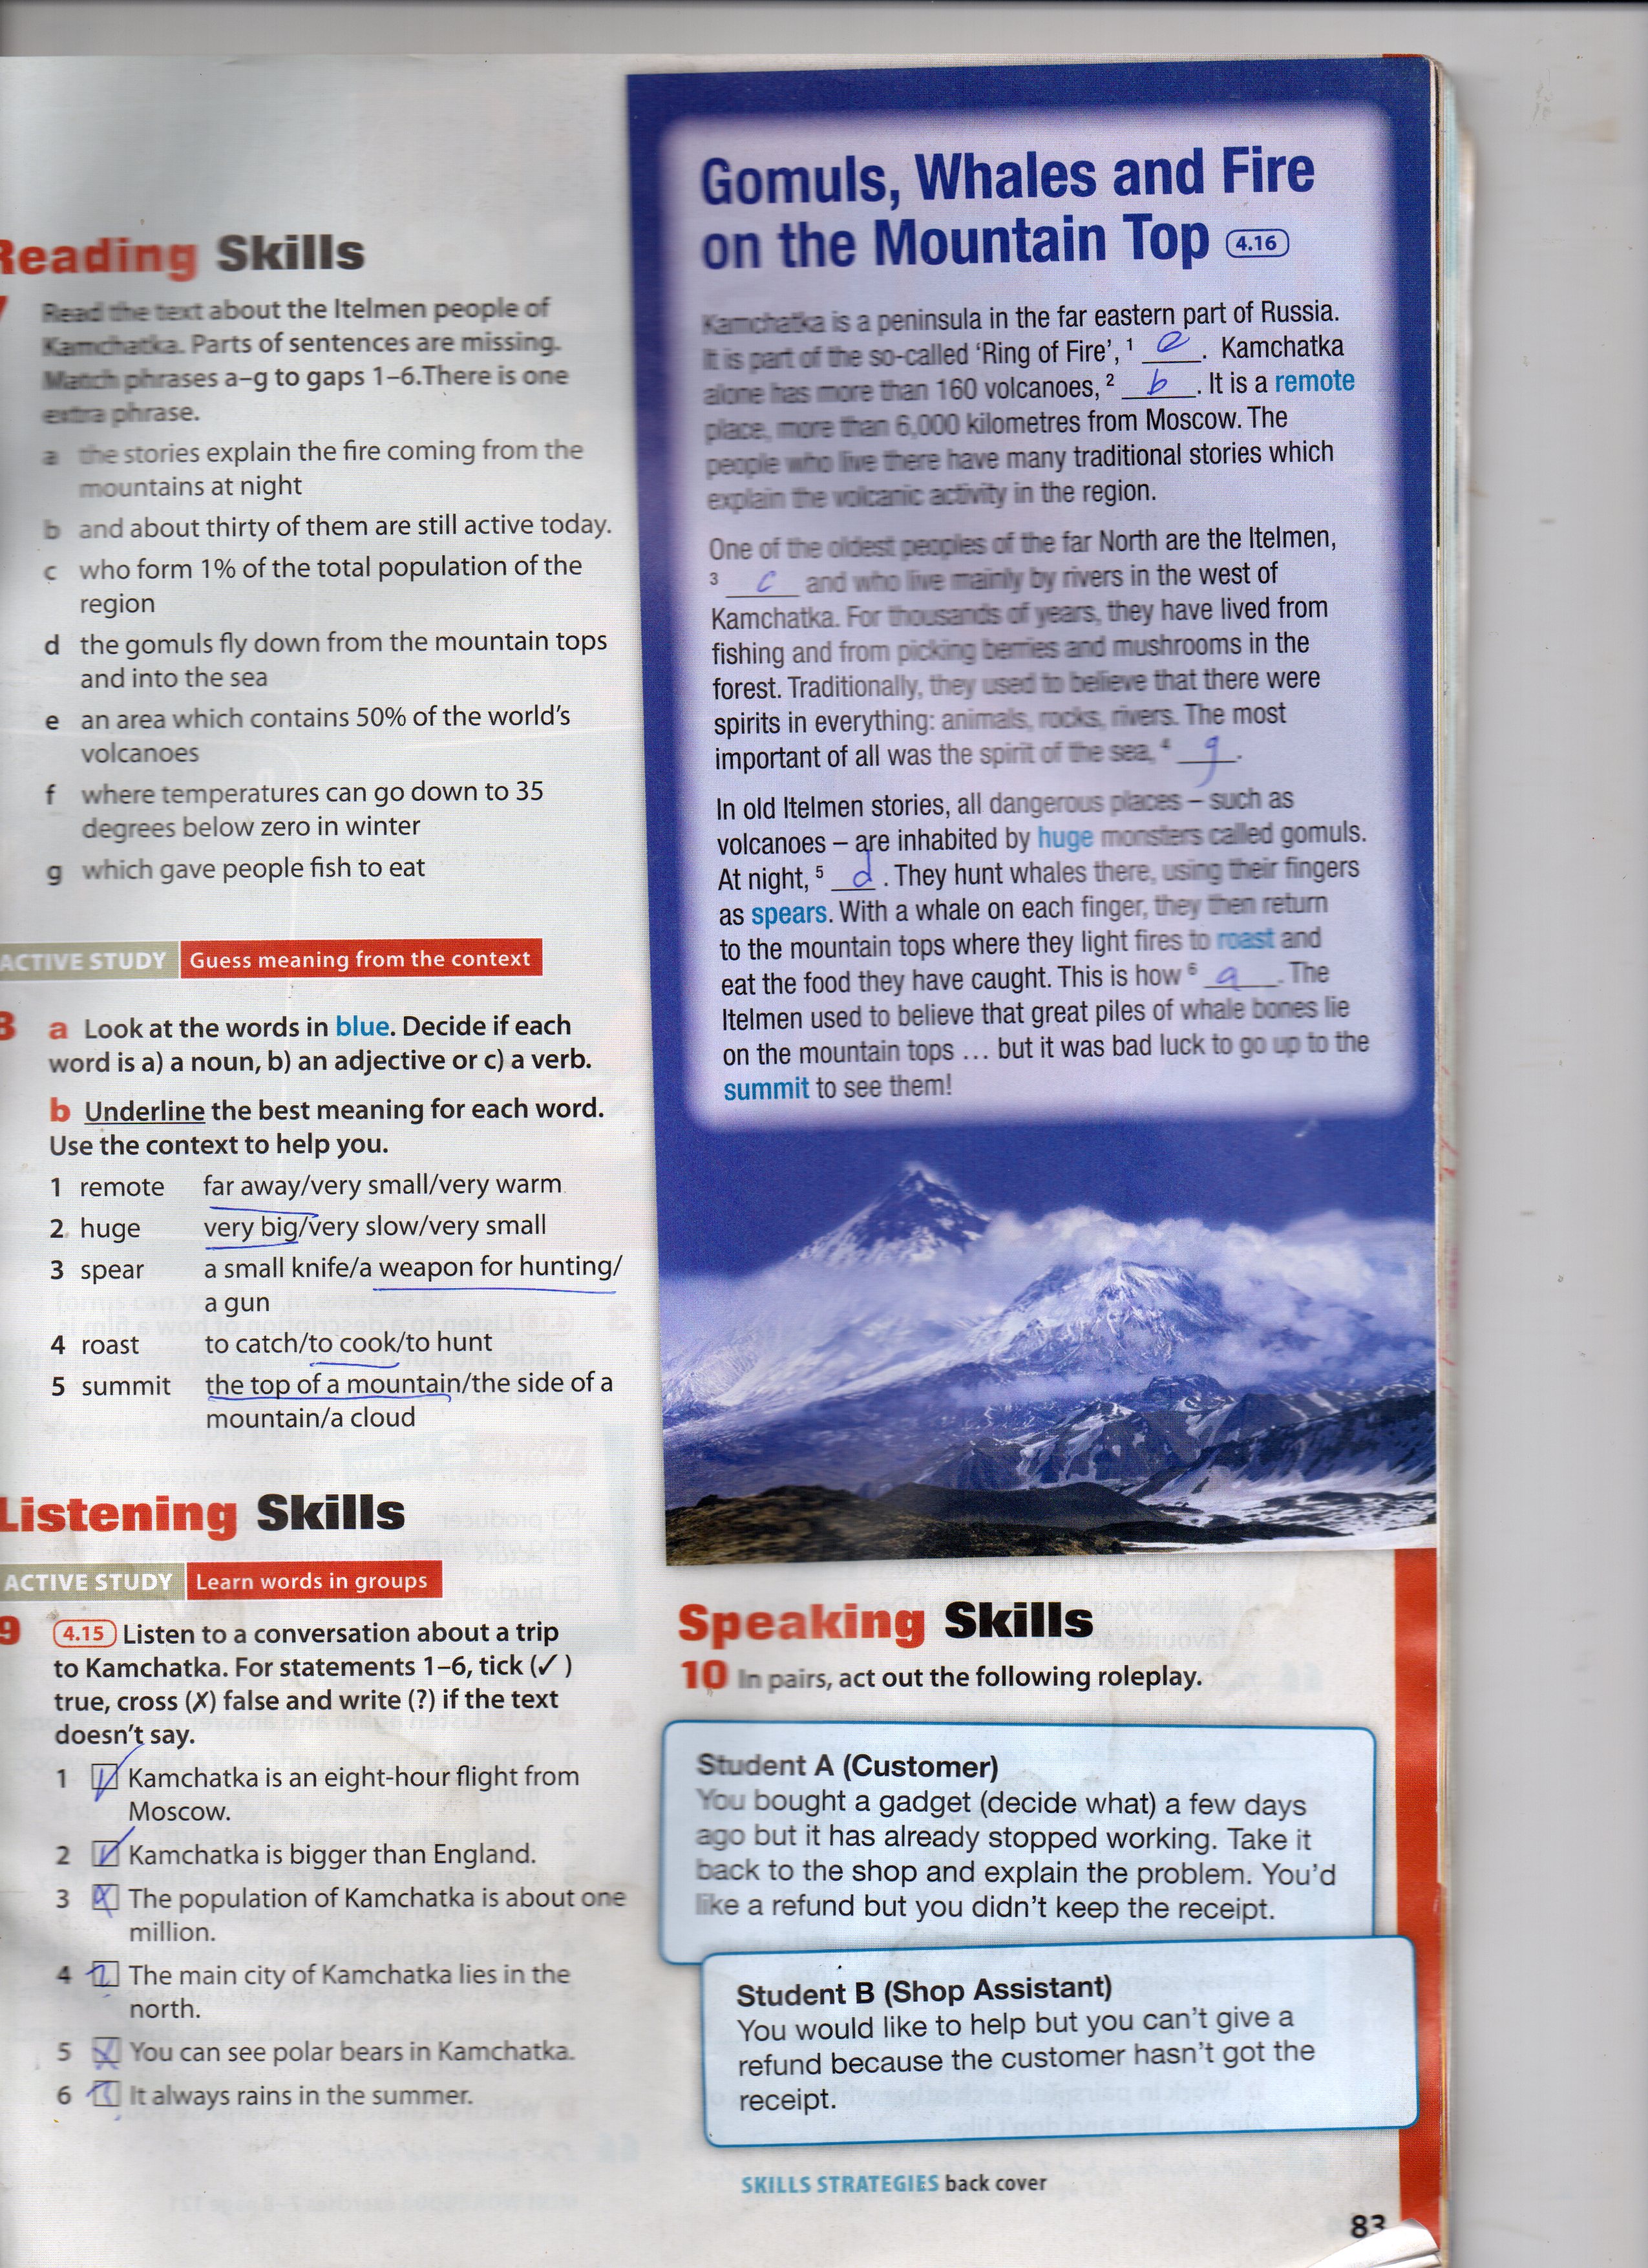 Reading Skills
7 Read the text about the Itelmen people of
Kamchatka. Parts of sentences are missing.
Match phrases a–g to gaps 1–6.There is one
extra phrase.
a the stories explain the fire coming from the
mountains at night
b and about thirty of them are still active today.
c who form 1% of the total population of the
region
d the gomuls fly down from the mountain tops
and into the sea
e an area which contains 50% of the world's
volcanoes
f where temperatures can go down to 35
degrees below zero in winter
g which gave people fish to eat
ACTIVE STUDY Guess meaning from the context
8 a Look at the words in blue. Decide if each
word is a) a noun, b) an adjective or c) a verb.
b Underline the best meaning for each word.
Use the context to help you.
1 remote far away/very small/very warm
2 huge very big/very slow/very small
3 spear a small knife/a weapon for hunting/
a gun
4 roast to catch/to cook/to hunt
5 summit the top of a mountain/the side of a
mountain/a cloud
Listening Skills
ACTIVE STUDY Learn words in groups
9 4.15 Listen to a conversation about a trip
to Kamchatka. For statements 1–6, tick (✓)
true, cross (✗) false and write (?) if the text
doesn't say.
1 Kamchatka is an eight-hour flight from
Moscow.
2 Kamchatka is bigger than England.
3 The population of Kamchatka is about one
million.
4 The main city of Kamchatka lies in the
north.
5 You can see polar bears in Kamchatka.
6 It always rains in the summer.
Gomuls, Whales and Fire
on the Mountain Top 4.16
Kamchatka is a peninsula in the far eastern part of Russia.
It is part of the so-called 'Ring of Fire', 1 e. Kamchatka
alone has more than 160 volcanoes, 2 b. It is a remote
place, more than 6,000 kilometres from Moscow. The
people who live there have many traditional stories which
explain the volcanic activity in the region.
One of the oldest peoples of the far North are the Itelmen,
3 c and who live mainly by rivers in the west of
Kamchatka. For thousands of years, they have lived from
fishing and from picking berries and mushrooms in the
forest. Traditionally, they used to believe that there were
spirits in everything: animals, rocks, rivers. The most
important of all was the spirit of the sea, 4 g.
In old Itelmen stories, all dangerous places – such as
volcanoes – are inhabited by huge monsters called gomuls.
At night, 5 d. They hunt whales there, using their fingers
as spears. With a whale on each finger, they then return
to the mountain tops where they light fires to roast and
eat the food they have caught. This is how 6 a. The
Itelmen used to believe that great piles of whale bones lie
on the mountain tops ... but it was bad luck to go up to the
summit to see them!
Speaking Skills
10 In pairs, act out the following roleplay.
Student A (Customer)
You bought a gadget (decide what) a few days
ago but it has already stopped working. Take it
back to the shop and explain the problem. You'd
like a refund but you didn't keep the receipt.
Student B (Shop Assistant)
You would like to help but you can't give a
refund because the customer hasn't got the
receipt.
SKILLS STRATEGIES back cover
83